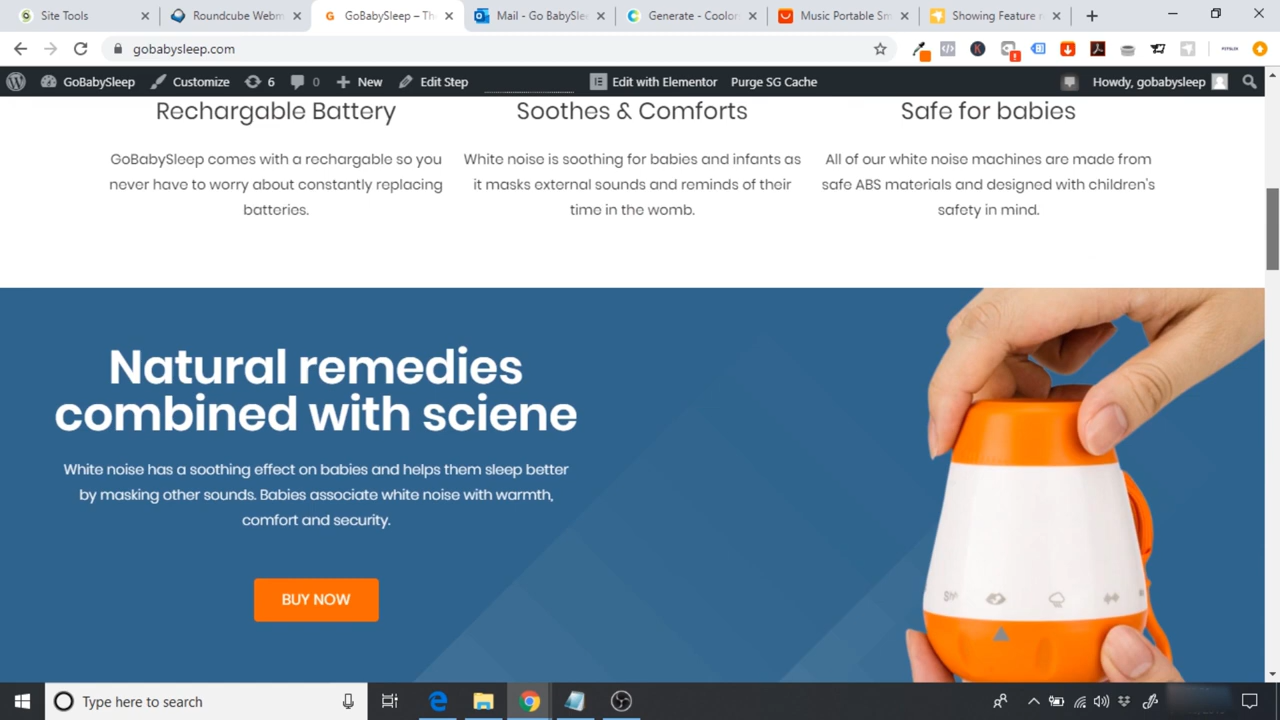 Site Tools
Roundcube Webm
GoBabySleep – Th
Mail - Go BabySle
Generate - Coolor
Music Portable Sm
Showing Feature r
gobabysleep.com
GoBabySleep
Customize
6
0
New
Edit Step
Edit with Elementor
Purge SG Cache
Howdy, gobabysleep
Rechargable Battery
GoBabySleep comes with a rechargable so you
never have to worry about constantly replacing
batteries.
Soothes & Comforts
White noise is soothing for babies and infants as
it masks external sounds and reminds of their
time in the womb.
Safe for babies
All of our white noise machines are made from
safe ABS materials and designed with children's
safety in mind.
Natural remedies
combined with sciene
White noise has a soothing effect on babies and helps them sleep better
by masking other sounds. Babies associate white noise with warmth,
comfort and security.
BUY NOW
Type here to search